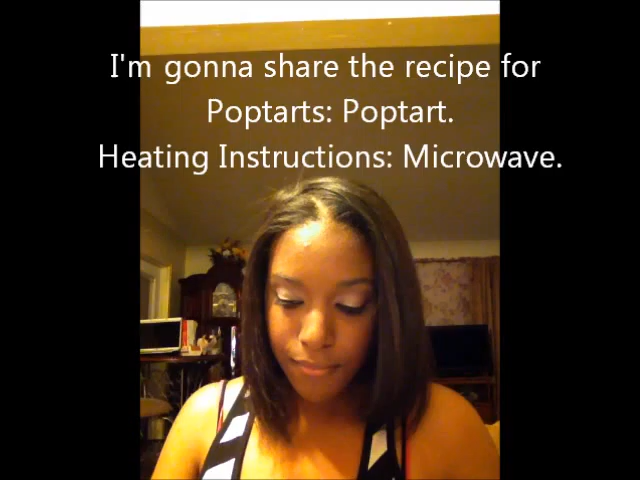 I'm gonna share the recipe for
Poptarts: Poptart.
Heating Instructions: Microwave.